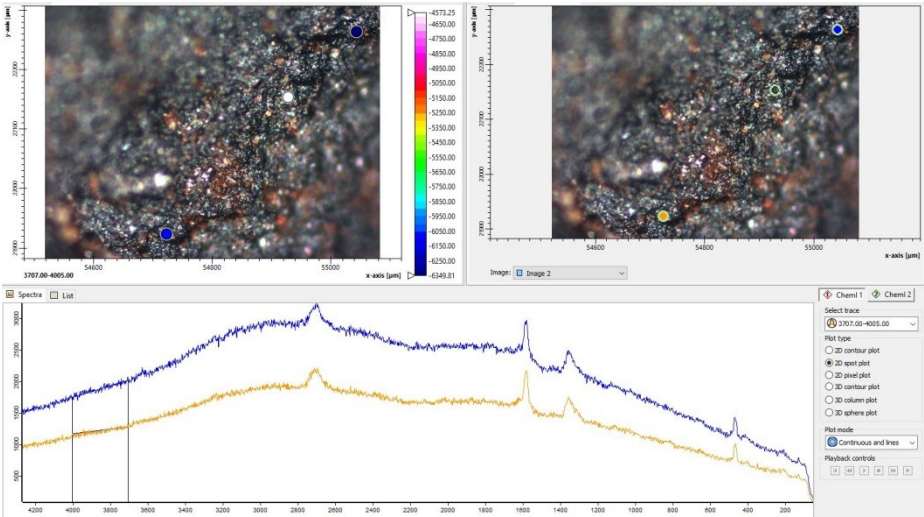 y-axis [µm]
22200
22100
22000
21900
54600
54800
55000
x-axis [µm]
3707.00-4005.00
-4573.25
-4650.00
-4750.00
-4850.00
-4950.00
-5050.00
-5150.00
-5250.00
-5350.00
-5450.00
-5550.00
-5650.00
-5750.00
-5850.00
-5950.00
-6050.00
-6150.00
-6250.00
-6349.81
y-axis [µm]
22200
22100
22000
21900
54600
54800
55000
x-axis [µm]
Image: Image 2
Spectra List
3000
2500
2000
1500
1000
500
4200 4000 3800 3600 3400 3200 3000 2800 2600 2400 2200 2000 1800 1600 1400 1200 1000 800 600 400 200
ChemI 1 ChemI 2
Select trace
3707.00-4005.00
Plot type
2D contour plot
2D spot plot
2D pixel plot
3D contour plot
3D column plot
3D sphere plot
Plot mode
Continuous and lines
Playback controls